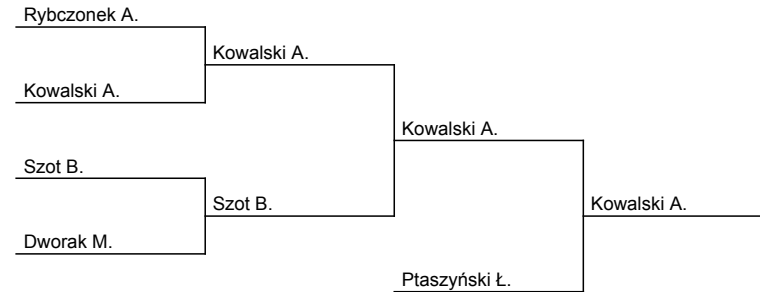 Rybczonek A.
Kowalski A.
Kowalski A.
Kowalski A.
Szot B.
Kowalski A.
Szot B.
Dworak M.
Ptaszyński Ł.